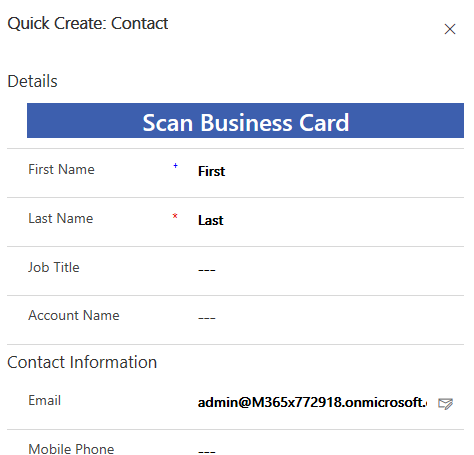 Quick Create: Contact
Details
Scan Business Card
First Name + First
Last Name * Last
Job Title ---
Account Name ---
Contact Information
Email admin@M365x772918.onmicrosoft.
Mobile Phone ---